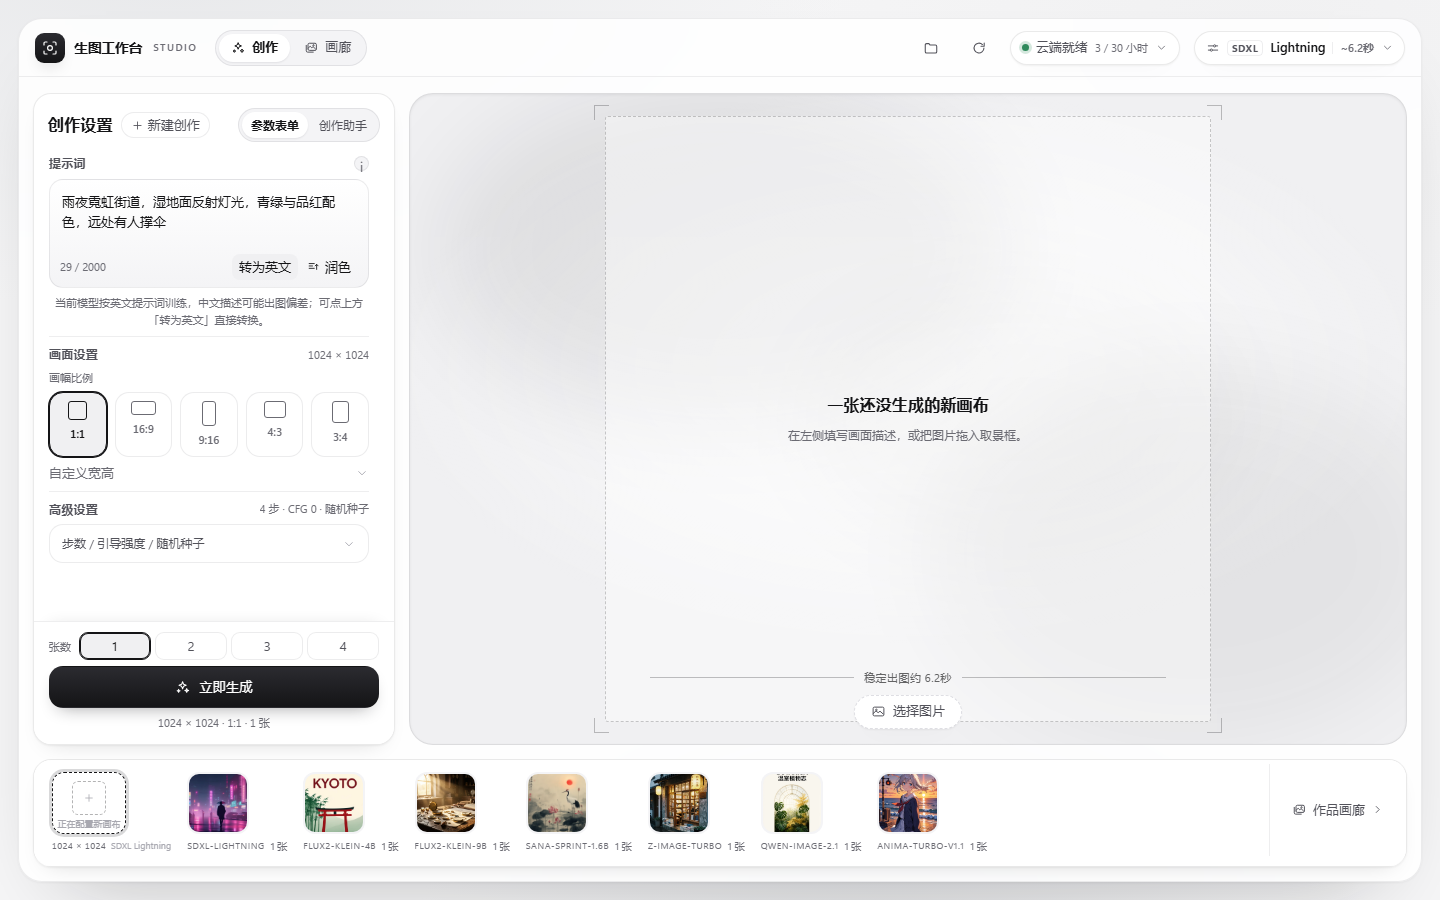 生图工作台 STUDIO 创作 画廊
云端就绪 3 / 30 小时
SDXL Lightning ~6.2秒
创作设置 + 新建创作 参数表单 创作助手
提示词
雨夜霓虹街道，湿地面反射灯光，青绿与品红配
色，远处有人撑伞
29 / 2000 转为英文 润色
当前模型按英文提示词训练，中文描述可能出图偏差；可点上方
「转为英文」直接转换。
画面设置 1024 × 1024
画幅比例
1:1 16:9 9:16 4:3 3:4
自定义宽高
高级设置 4 步 · CFG 0 · 随机种子
步数 / 引导强度 / 随机种子
张数 1 2 3 4
立即生成
1024 × 1024 · 1:1 · 1 张
一张还没生成的新画布
在左侧填写画面描述，或把图片拖入取景框。
稳定出图约 6.2秒
选择图片
正在配置新画布
1024 × 1024 SDXL Lightning
SDXL-LIGHTNING 1张
KYOTO
FLUX2-KLEIN-4B 1张
FLUX2-KLEIN-9B 1张
SANA-SPRINT-1.6B 1张
Z-IMAGE-TURBO 1张
QWEN-IMAGE-2.1 1张
ANIMA-TURBO-V1.1 1张
作品画廊